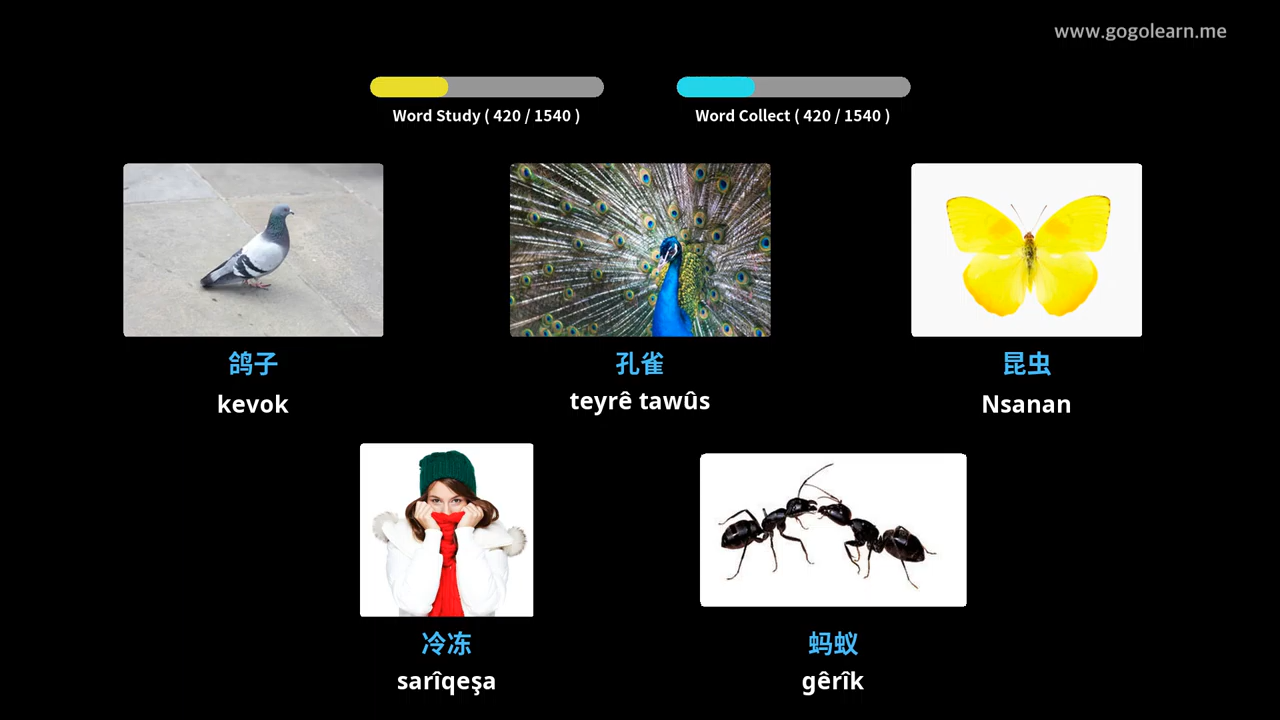 www.gogolearn.me
Word Study ( 420 / 1540 )
Word Collect ( 420 / 1540 )
鸽子
kevok
孔雀
teyrê tawûs
昆虫
Nsanan
冷冻
sarîqeşa
蚂蚁
gêrîk